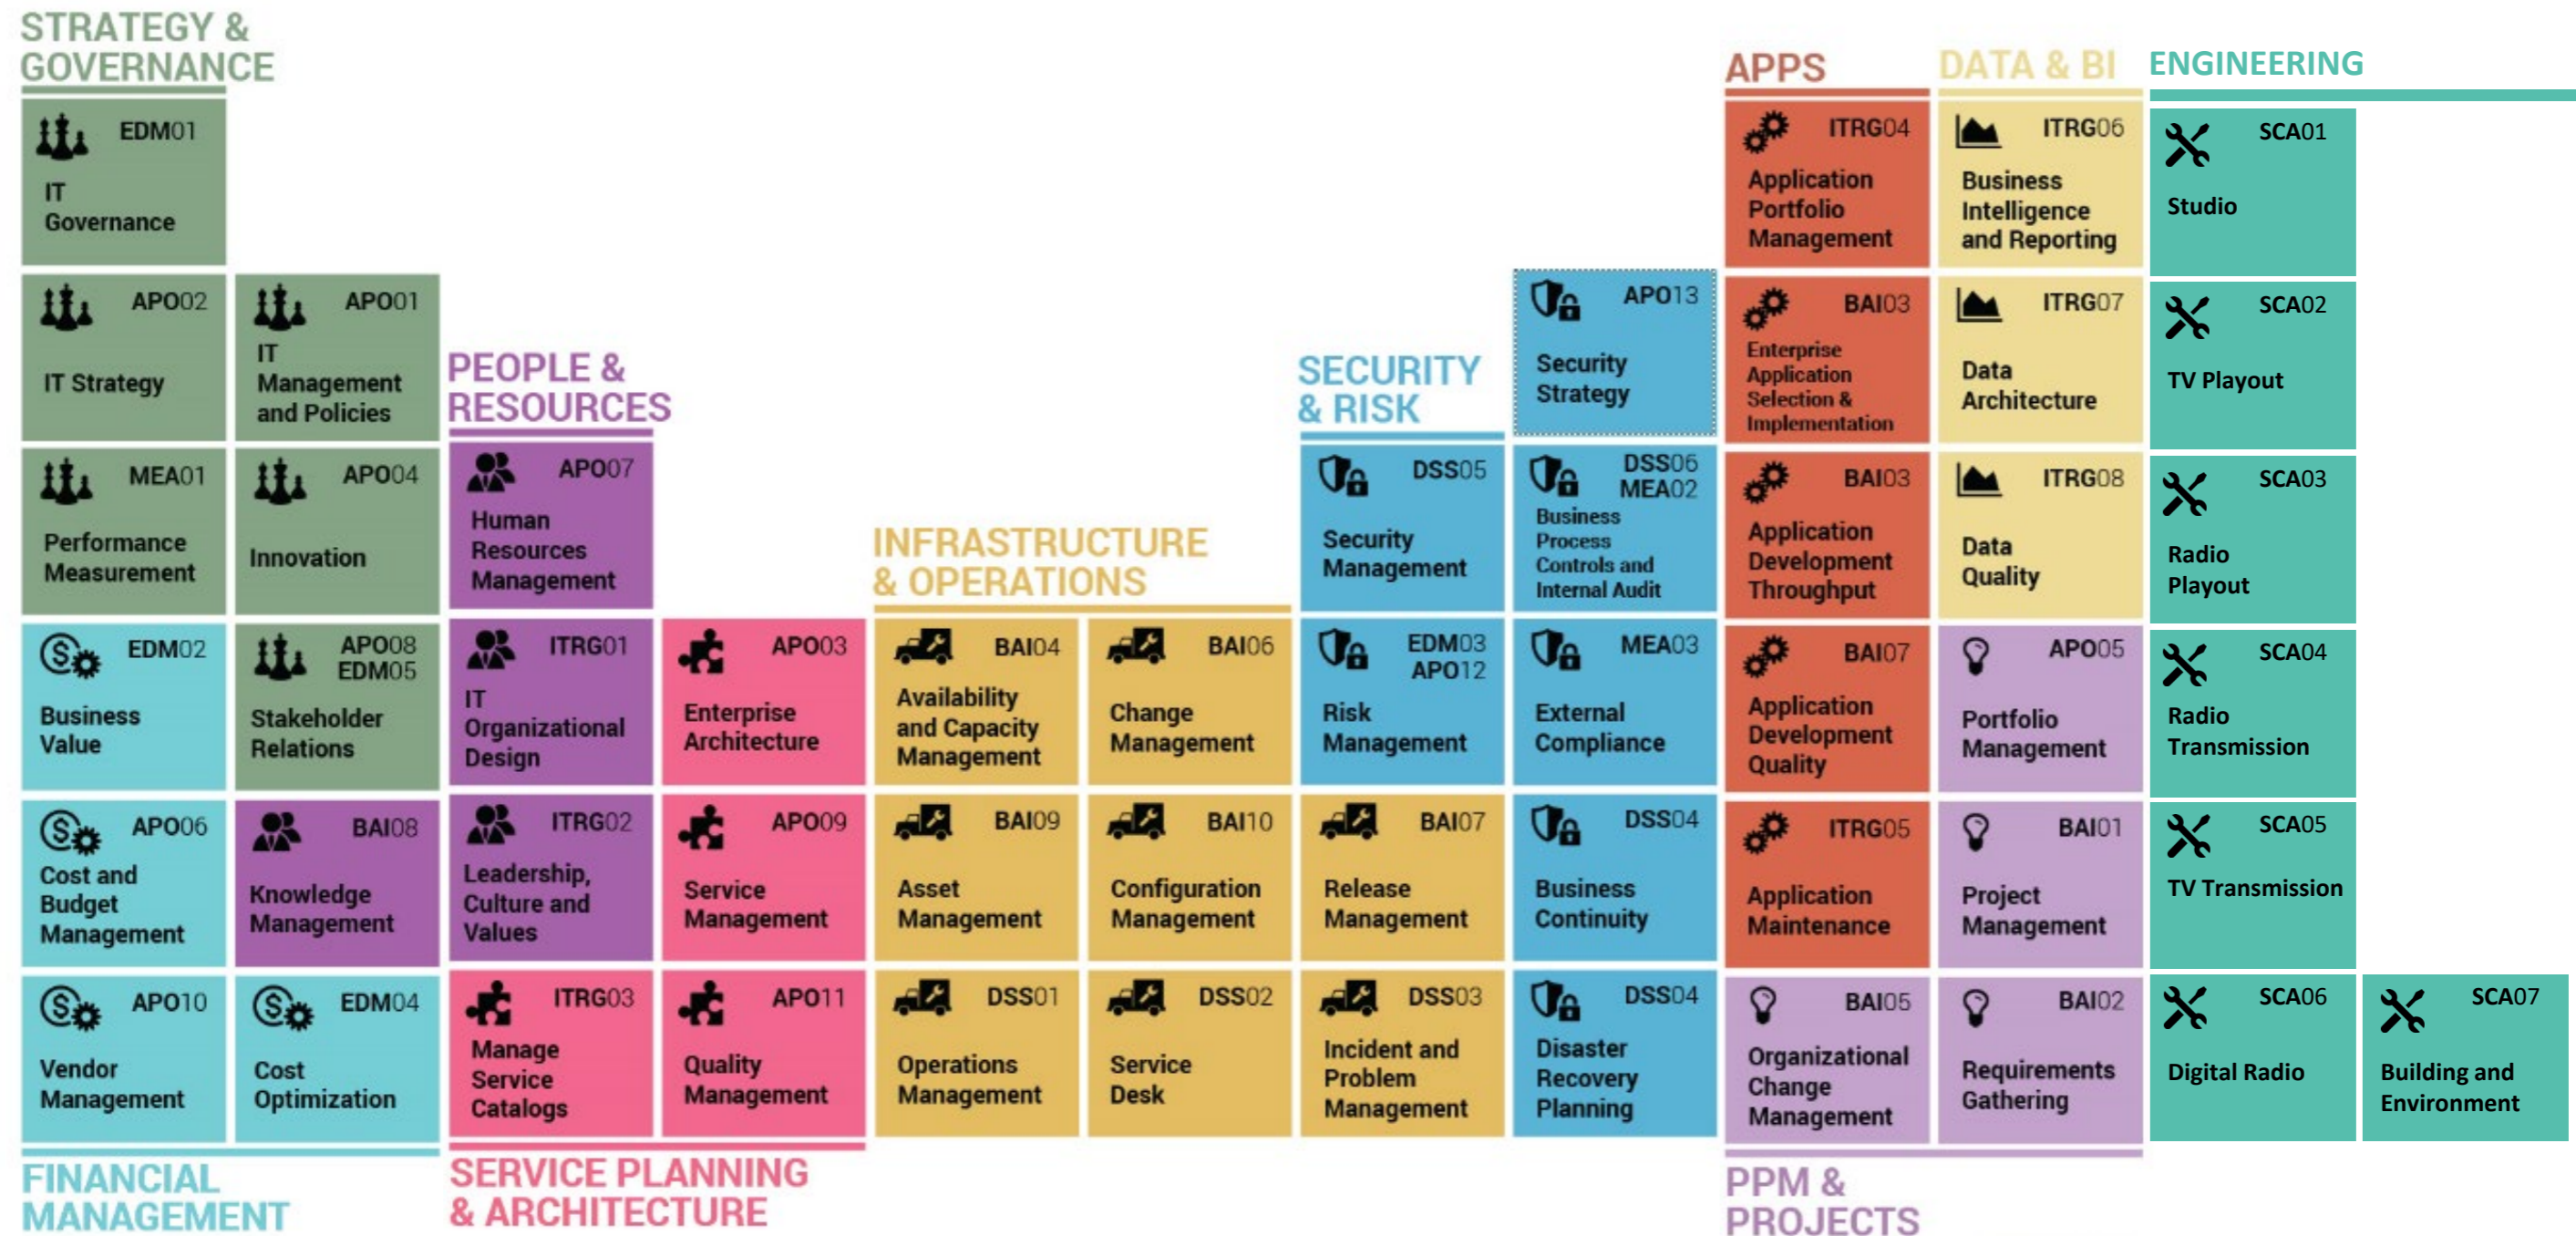 STRATEGY &
GOVERNANCE
EDM01
IT
Governance
APO02
IT Strategy
APO01
IT
Management
and Policies
MEA01
Performance
Measurement
APO04
Innovation
APO08
EDM05
Stakeholder
Relations
EDM02
Business
Value
APO06
Cost and
Budget
Management
APO10
Vendor
Management
EDM04
Cost
Optimization
FINANCIAL
MANAGEMENT
PEOPLE &
RESOURCES
APO07
Human
Resources
Management
ITRG01
IT
Organizational
Design
BAI08
Knowledge
Management
ITRG02
Leadership,
Culture and
Values
APO03
Enterprise
Architecture
APO09
Service
Management
ITRG03
Manage
Service
Catalogs
APO11
Quality
Management
SERVICE PLANNING
& ARCHITECTURE
INFRASTRUCTURE
& OPERATIONS
BAI04
Availability
and Capacity
Management
BAI06
Change
Management
BAI09
Asset
Management
BAI10
Configuration
Management
BAI07
Release
Management
DSS01
Operations
Management
DSS02
Service
Desk
DSS03
Incident and
Problem
Management
SECURITY
& RISK
APO13
Security
Strategy
DSS05
Security
Management
DSS06
MEA02
Business
Process
Controls and
Internal Audit
EDM03
APO12
Risk
Management
MEA03
External
Compliance
DSS04
Business
Continuity
DSS04
Disaster
Recovery
Planning
APPS
ITRG04
Application
Portfolio
Management
BAI03
Enterprise
Application
Selection &
Implementation
BAI03
Application
Development
Throughput
BAI07
Application
Development
Quality
ITRG05
Application
Maintenance
DATA & BI
ITRG06
Business
Intelligence
and Reporting
ITRG07
Data
Architecture
ITRG08
Data
Quality
APO05
Portfolio
Management
BAI01
Project
Management
BAI05
Organizational
Change
Management
BAI02
Requirements
Gathering
PPM &
PROJECTS
ENGINEERING
SCA01
Studio
SCA02
TV Playout
SCA03
Radio
Playout
SCA04
Radio
Transmission
SCA05
TV Transmission
SCA06
Digital Radio
SCA07
Building and
Environment